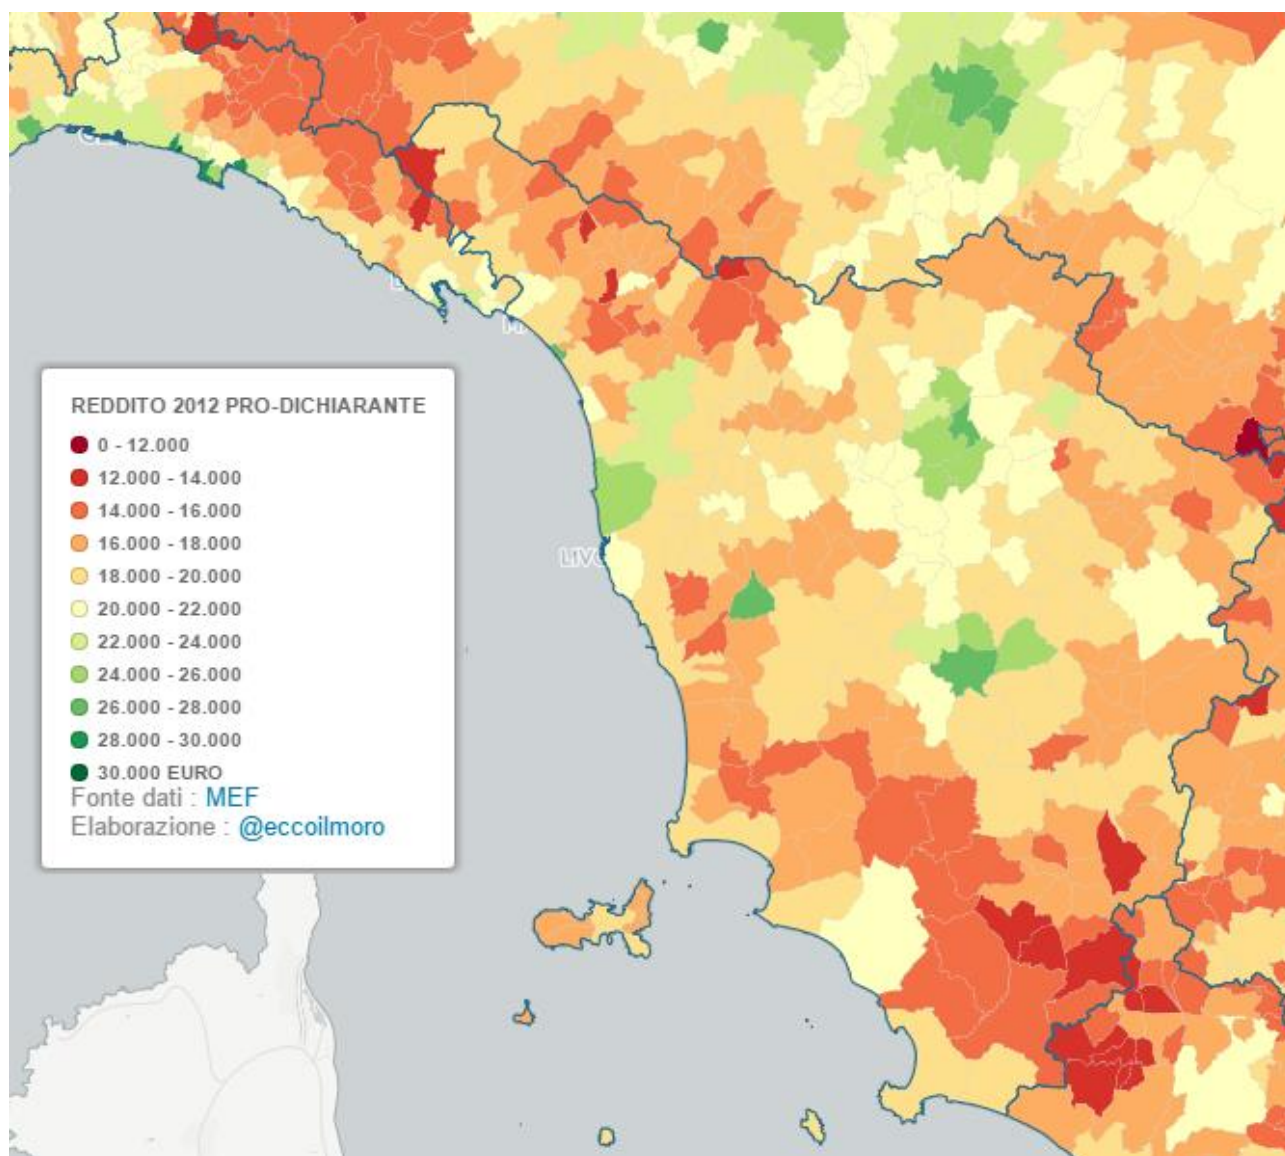 REDDITO 2012 PRO-DICHIARANTE
0 - 12.000
12.000 - 14.000
14.000 - 16.000
16.000 - 18.000
18.000 - 20.000
20.000 - 22.000
22.000 - 24.000
24.000 - 26.000
26.000 - 28.000
28.000 - 30.000
30.000 EURO
Fonte dati : MEF
Elaborazione : @eccoilmoro